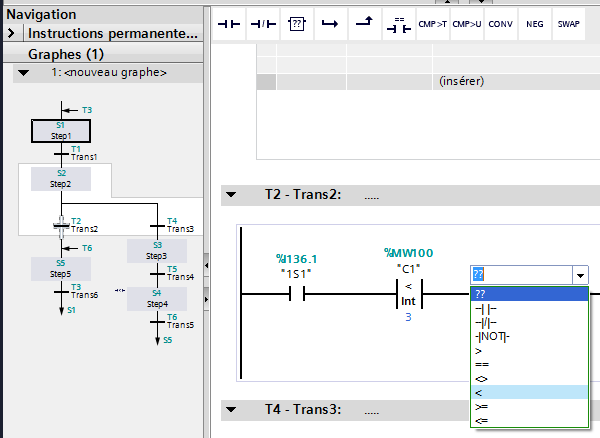 Navigation
Instructions permanente...
Graphes (1)
1: <nouveau graphe>
T3
S1
Step1
T1
Trans1
S2
Step2
T2
Trans2
T4
Trans3
T6
S3
Step3
S5
Step5
T5
Trans4
T3
Trans6
S4
Step4
S1
T6
Trans5
S5
??
==
CMP>T
CMP>U
CONV
NEG
SWAP
(insérer)
T2 - Trans2: .....
%I136.1
"1S1"
%MW100
"C1"
<
Int
3
??
??
-| |-
-|/|-
-|NOT|-
>
==
<>
<
>=
<=
T4 - Trans3: .....